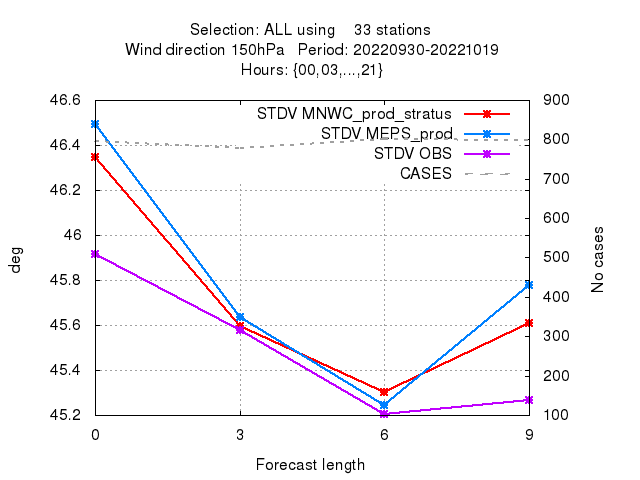 Selection: ALL using    33 stations
Wind direction 150hPa   Period: 20220930-20221019
Hours: {00,03,...,21}
46.6
46.4
46.2
46
45.8
45.6
45.4
45.2
deg
STDV MNWC_prod_stratus
STDV MEPS_prod
STDV OBS
CASES
900
800
700
600
500
400
300
200
100
No cases
0 3 6 9
Forecast length